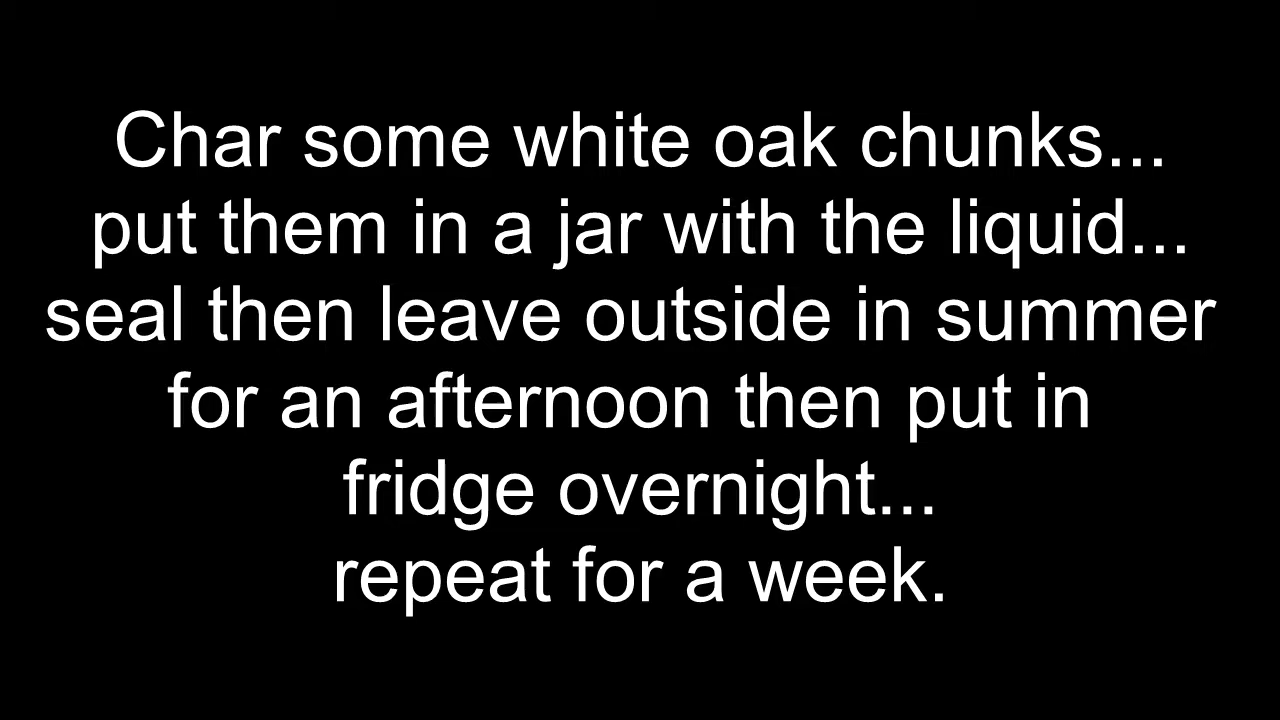 Char some white oak chunks...
put them in a jar with the liquid...
seal then leave outside in summer
for an afternoon then put in
fridge overnight...
repeat for a week.